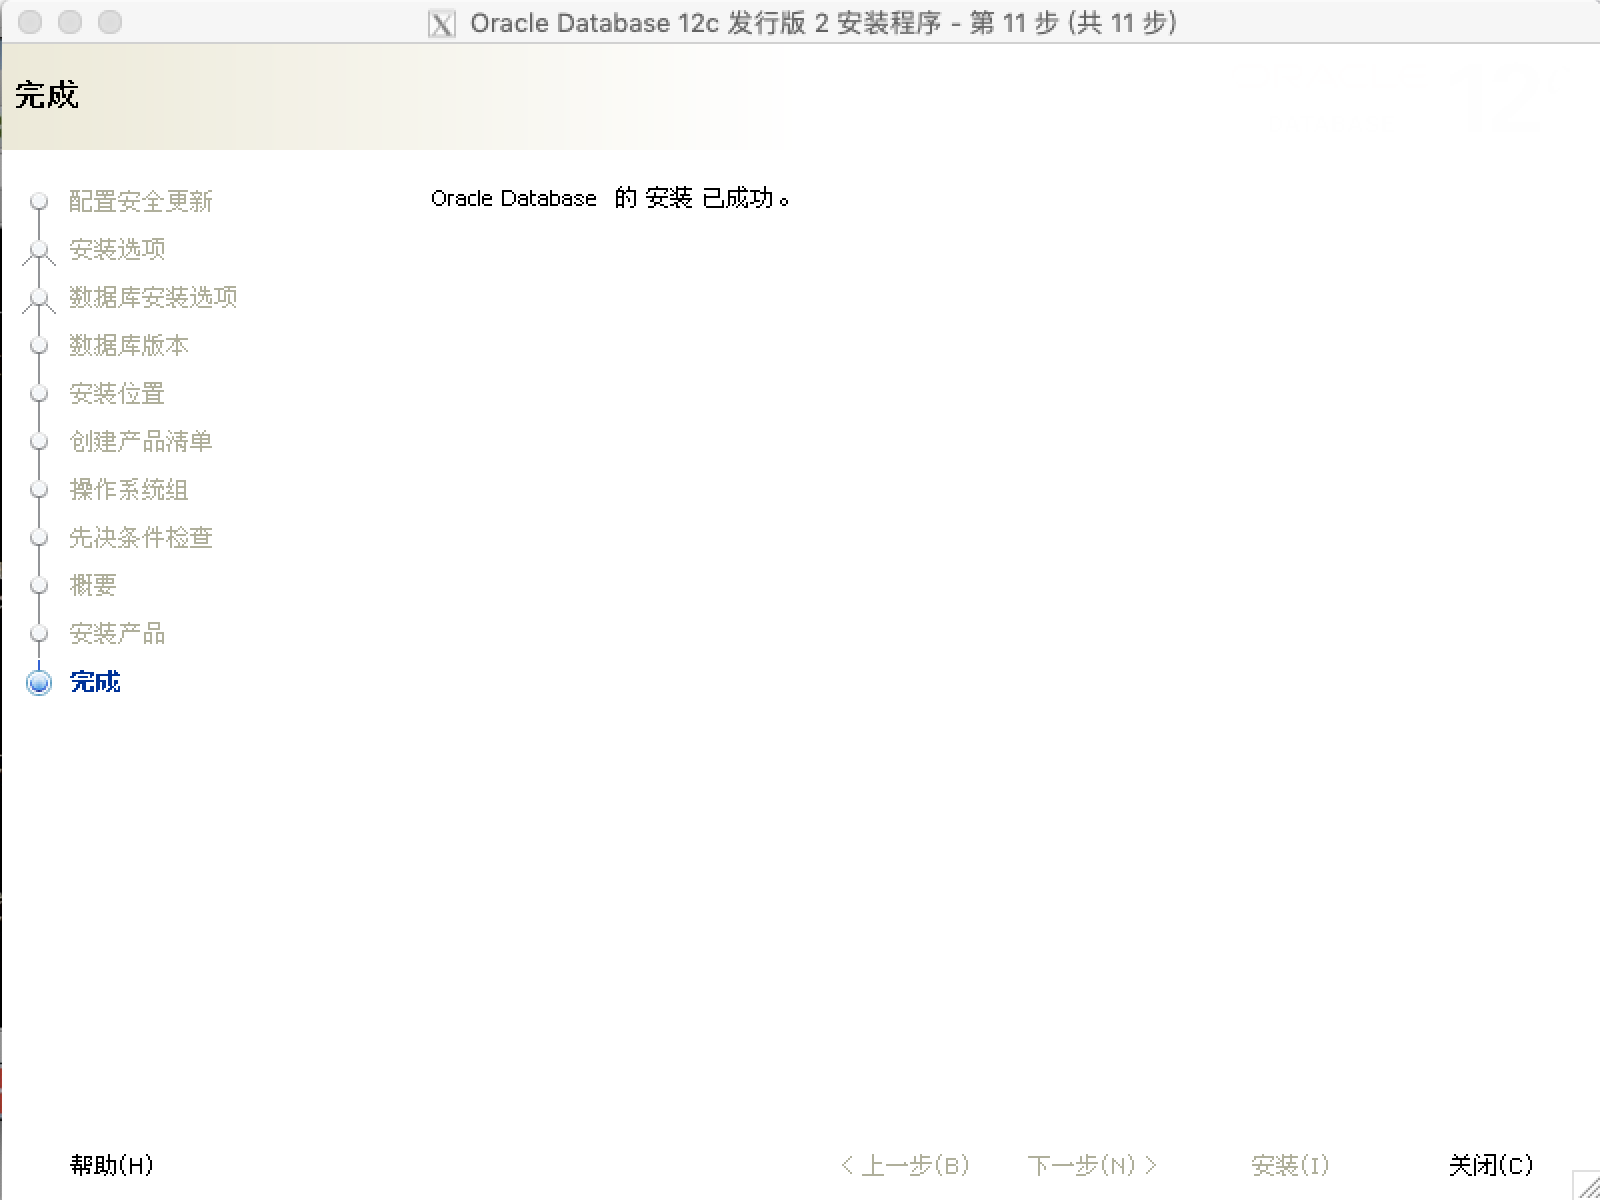 Oracle Database 12c 发行版 2 安装程序 - 第 11 步 (共 11 步)
完成
配置安全更新
安装选项
数据库安装选项
数据库版本
安装位置
创建产品清单
操作系统组
先决条件检查
概要
安装产品
完成
Oracle Database 的 安装 已成功。
帮助(H)
< 上一步(B)
下一步(N) >
安装(I)
关闭(C)